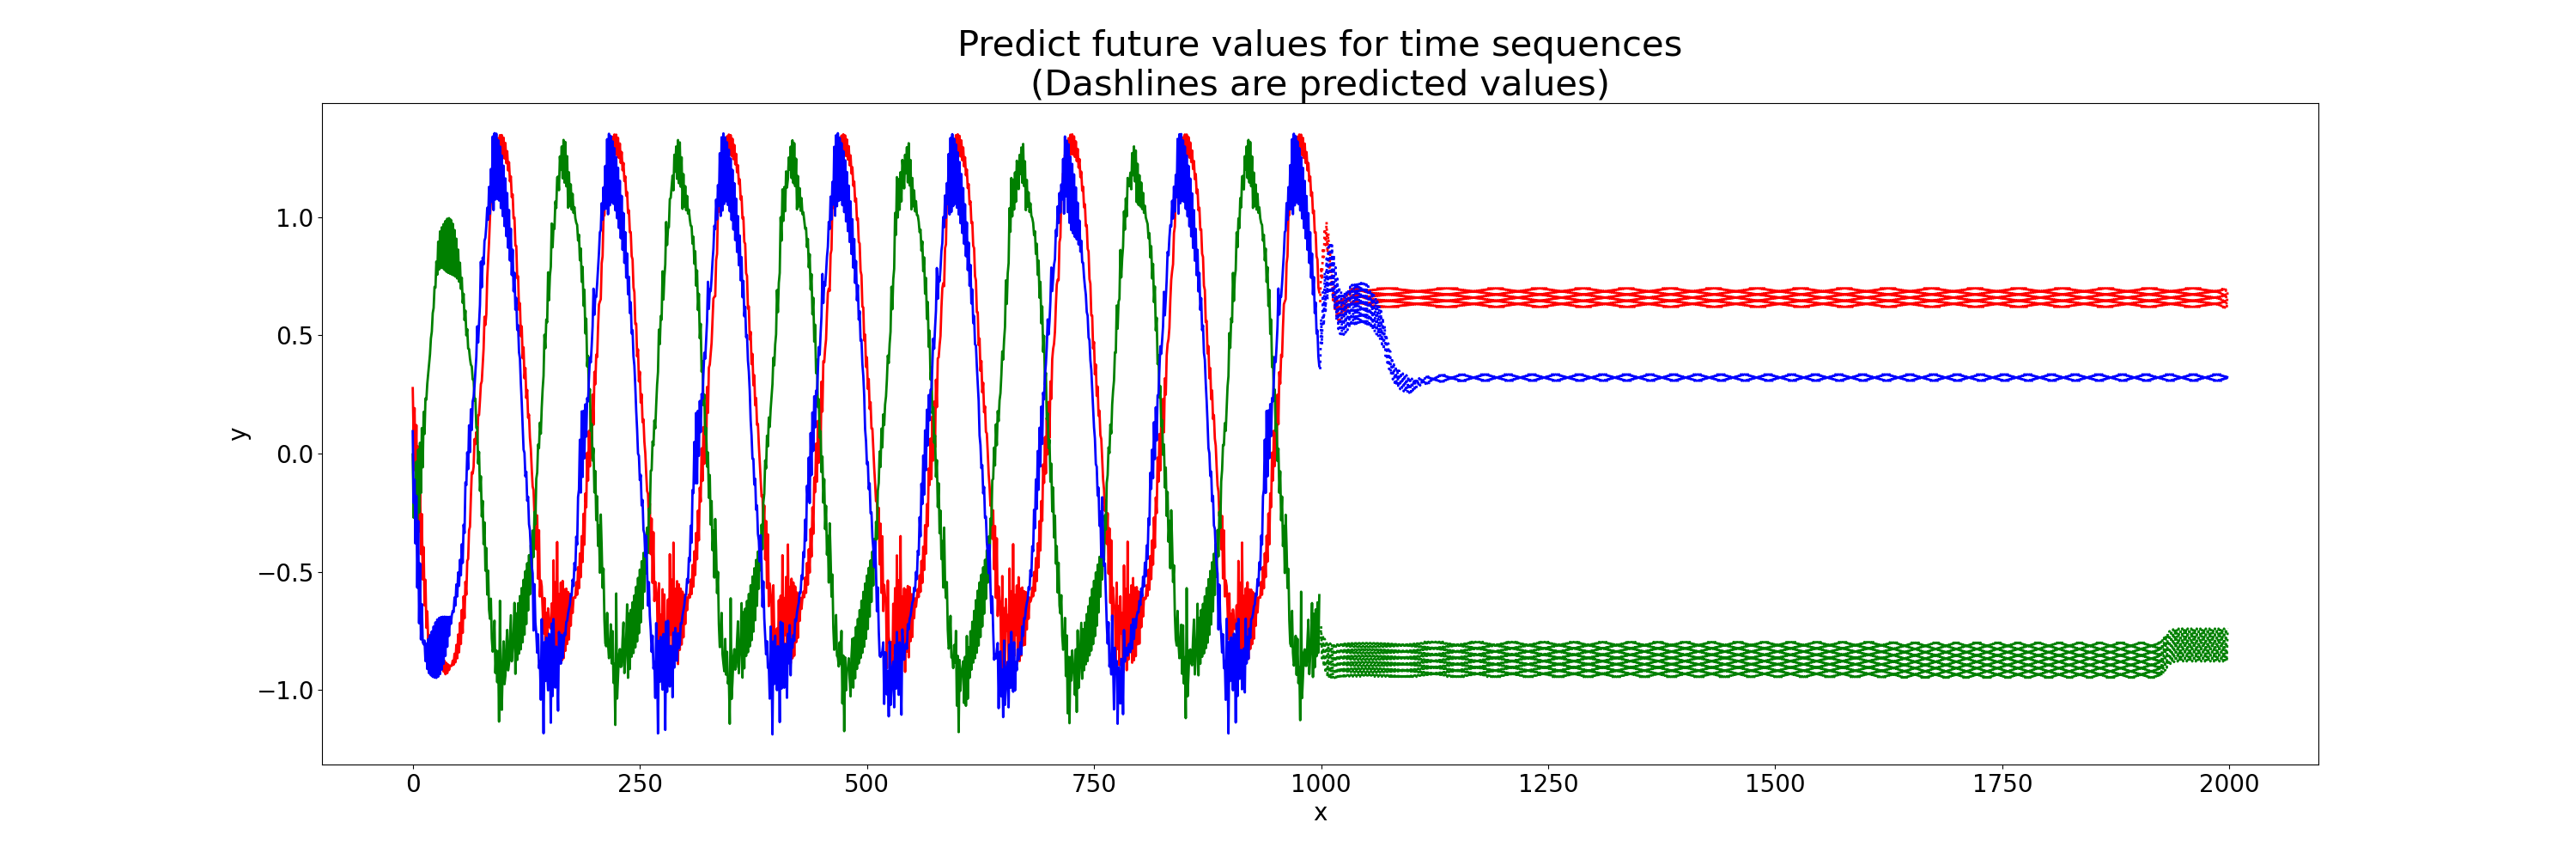 Predict future values for time sequences
(Dashlines are predicted values)
1.0
0.5
0.0
−0.5
−1.0
y
0 250 500 750 1000 1250 1500 1750 2000
x